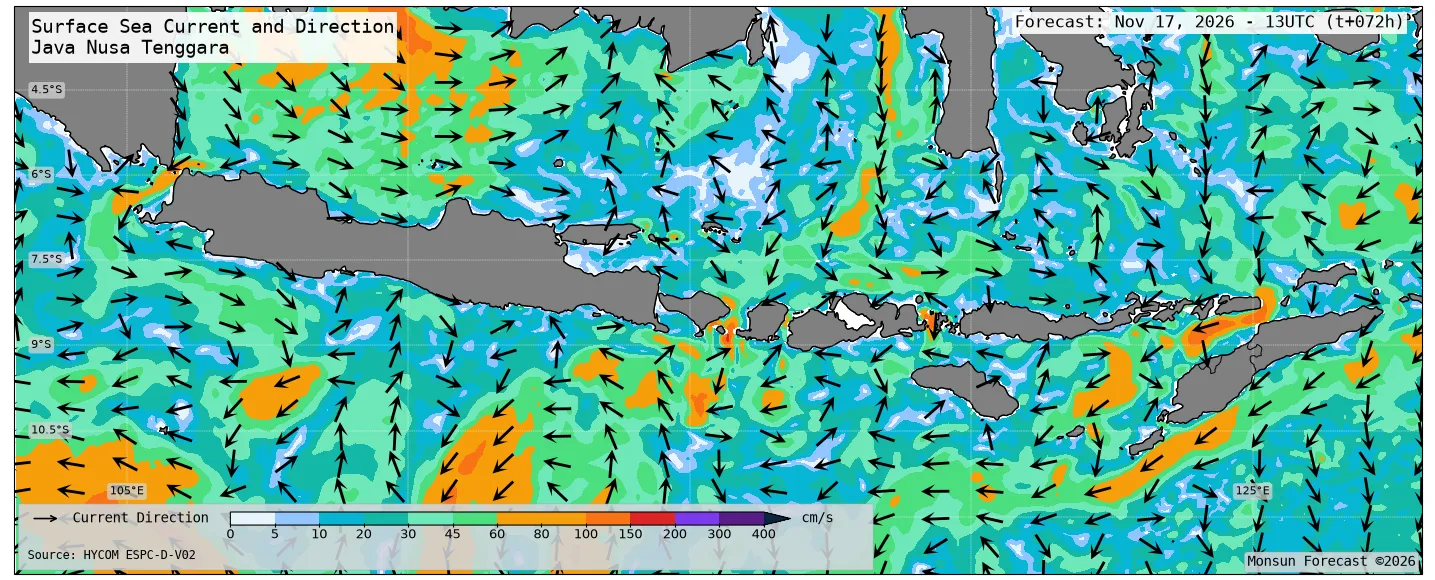 Surface Sea Current and Direction
Java Nusa Tenggara
Forecast: Nov 17, 2026 - 13UTC (t+072h)
4.5°S
6°S
7.5°S
9°S
10.5°S
105°E
125°E
Current Direction
0 5 10 20 30 45 60 80 100 150 200 300 400 cm/s
Source: HYCOM ESPC-D-V02
Monsun Forecast ©2026